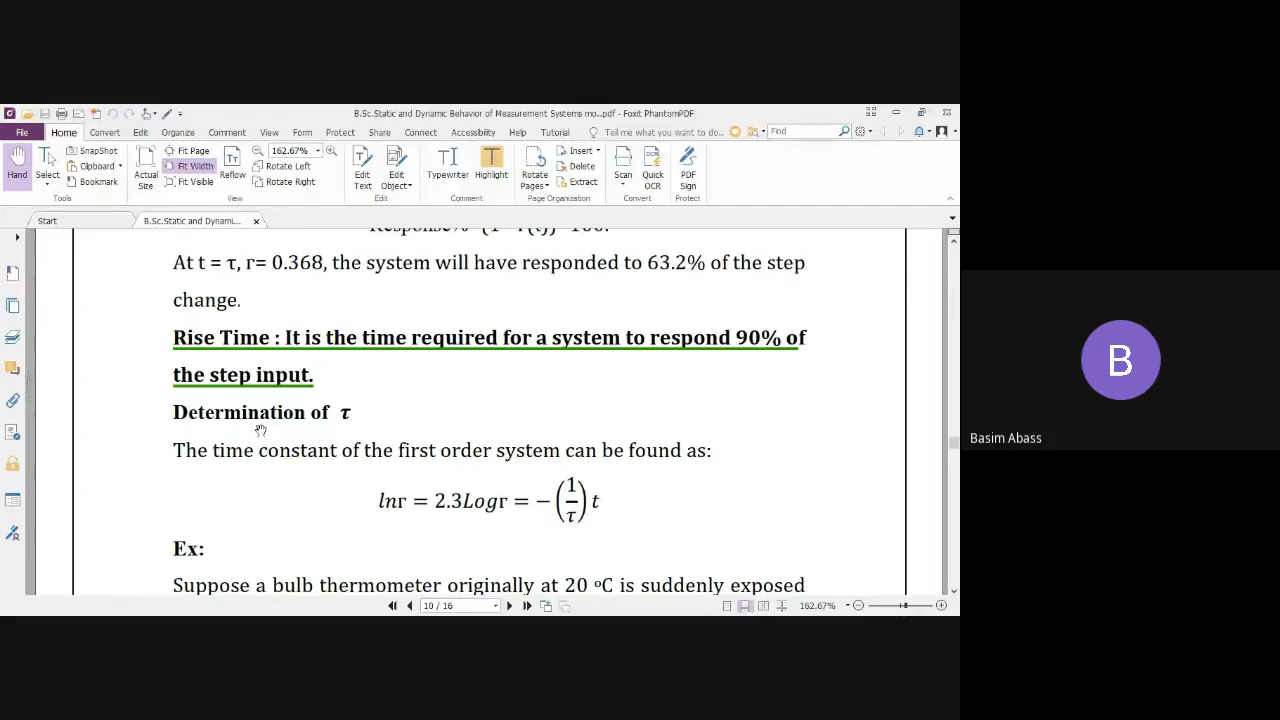 B.Sc.Static and Dynamic Behavior of Measurement Systems mo..pdf - Foxit PhantomPDF
File Home Convert Edit Organize Comment View Form Protect Share Connect Accessibility Help Tutorial Tell me what you want to do.. Find
Hand
Select
SnapShot
Clipboard
Bookmark
Tools
Actual Size
Fit Page
Fit Width
Fit Visible
Reflow
162.67%
Rotate Left
Rotate Right
View
Edit Text
Edit Object
Edit
Typewriter
Highlight
Comment
Rotate Pages
Insert
Delete
Extract
Page Organization
Scan
Quick OCR
Convert
PDF Sign
Protect
Start
B.Sc.Static and Dynami...
At t = τ, r= 0.368, the system will have responded to 63.2% of the step
change.
Rise Time : It is the time required for a system to respond 90% of
the step input.
Determination of τ
The time constant of the first order system can be found as:
lnr = 2.3Logr = −(1/τ) t
Ex:
Suppose a bulb thermometer originally at 20 ᵒC is suddenly exposed
10 / 16
162.67%
B
Basim Abass